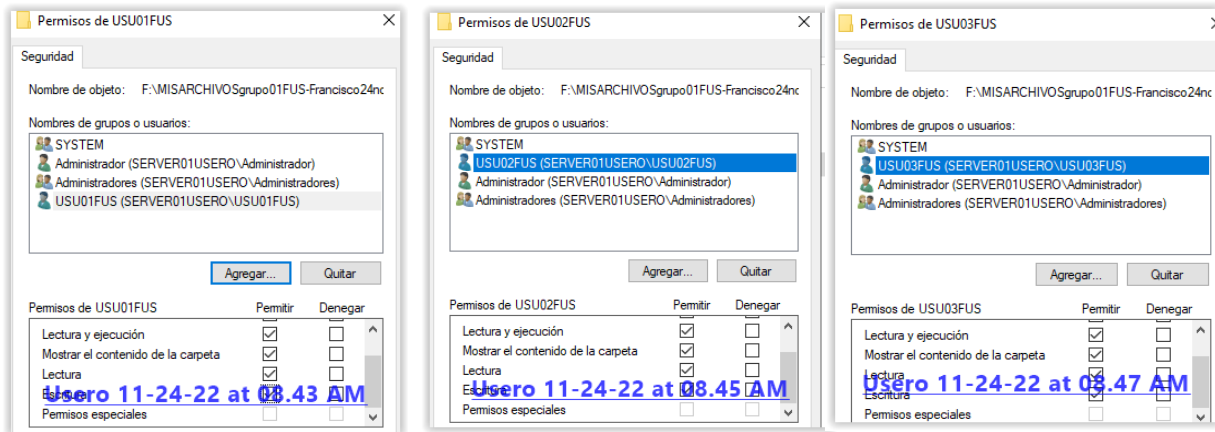 Permisos de USU01FUS
Seguridad
Nombre de objeto: F:\MISARCHIVOSgrupo01FUS-Francisco24nc
Nombres de grupos o usuarios:
SYSTEM
Administrador (SERVER01USERO\Administrador)
Administradores (SERVER01USERO\Administradores)
USU01FUS (SERVER01USERO\USU01FUS)
Agregar... Quitar
Permisos de USU01FUS Permitir Denegar
Lectura y ejecución
Mostrar el contenido de la carpeta
Lectura
Escritura
Usero 11-24-22 at 08.43 AM
Permisos especiales
Permisos de USU02FUS
Seguridad
Nombre de objeto: F:\MISARCHIVOSgrupo01FUS-Francisco24nc
Nombres de grupos o usuarios:
SYSTEM
USU02FUS (SERVER01USERO\USU02FUS)
Administrador (SERVER01USERO\Administrador)
Administradores (SERVER01USERO\Administradores)
Agregar... Quitar
Permisos de USU02FUS Permitir Denegar
Lectura y ejecución
Mostrar el contenido de la carpeta
Lectura
Escritura
Usero 11-24-22 at 08.45 AM
Permisos especiales
Permisos de USU03FUS
Seguridad
Nombre de objeto: F:\MISARCHIVOSgrupo01FUS-Francisco24nc
Nombres de grupos o usuarios:
SYSTEM
USU03FUS (SERVER01USERO\USU03FUS)
Administrador (SERVER01USERO\Administrador)
Administradores (SERVER01USERO\Administradores)
Agregar... Quitar
Permisos de USU03FUS Permitir Denegar
Lectura y ejecución
Mostrar el contenido de la carpeta
Lectura
Usero 11-24-22 at 08.47 AM
Escritura
Permisos especiales